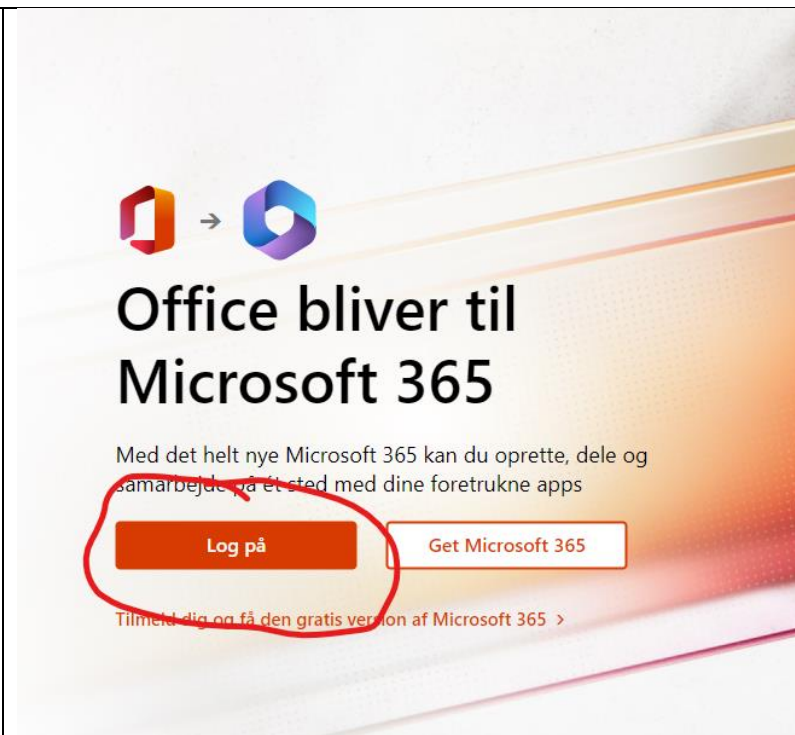 Office bliver til
Microsoft 365
Med det helt nye Microsoft 365 kan du oprette, dele og
samarbejde på ét sted med dine foretrukne apps
Log på
Get Microsoft 365
Tilmeld dig og få den gratis version af Microsoft 365 >